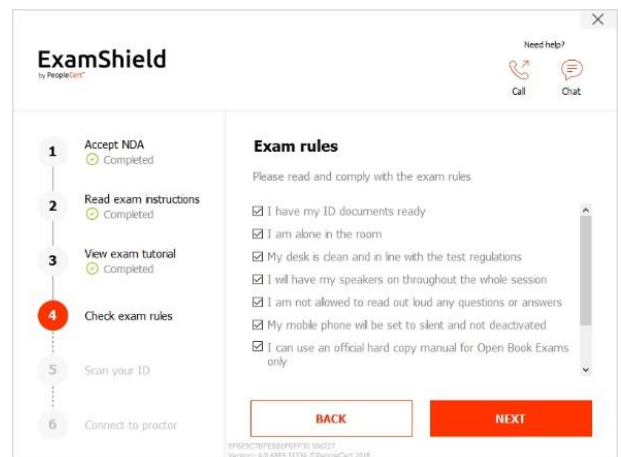 Need help?
ExamShield
by PeopleCert
Call
Chat
1
Accept NDA
Completed
2
Read exam instructions
Completed
3
View exam tutorial
Completed
4
Check exam rules
5
Scan your ID
6
Connect to proctor
Exam rules
Please read and comply with the exam rules
I have my ID documents ready
I am alone in the room
My desk is clean and in line with the test regulations
I will have my speakers on throughout the whole session
I am not allowed to read out loud any questions or answers
My mobile phone will be set to silent and not deactivated
I can use an official hard copy manual for Open Book Exams
only
BACK
NEXT